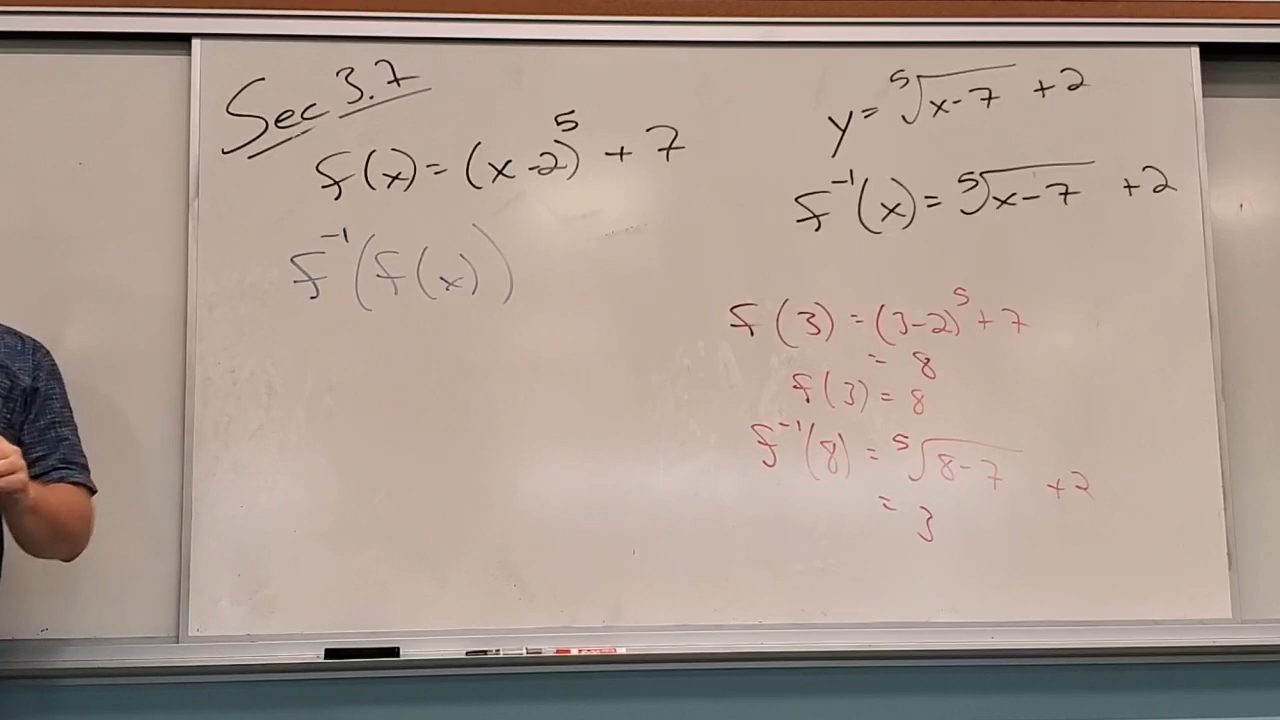 Sec 3.7
f(x) = (x-2)⁵ + 7
f⁻¹(f(x))
y = ⁵√(x-7) + 2
f⁻¹(x) = ⁵√(x-7) + 2
f(3) = (3-2)⁵ + 7
= 8
f(3) = 8
f⁻¹(8) = ⁵√(8-7) + 2
= 3